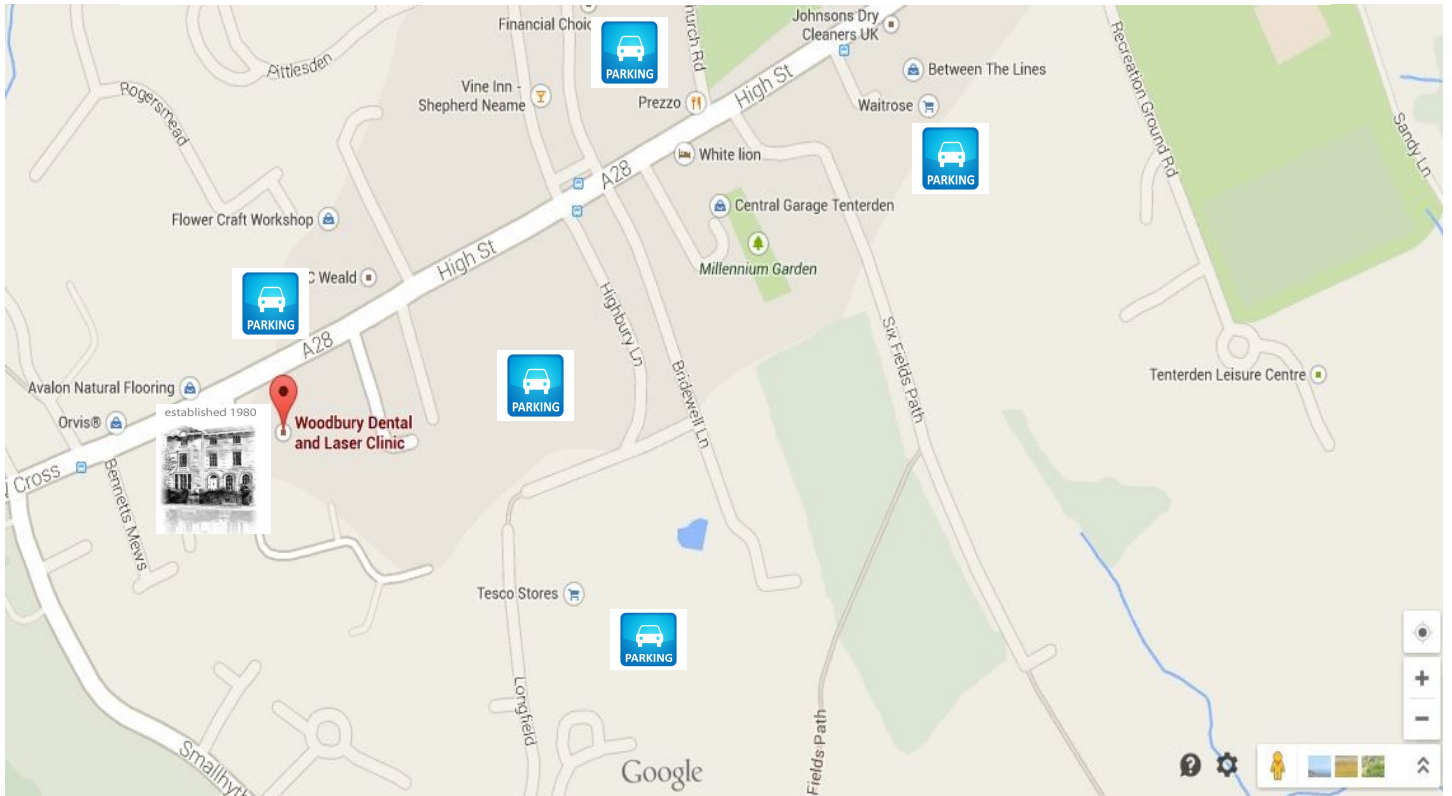 Financial Choic
PARKING
Church Rd
Johnsons Dry
Cleaners UK
Recreation Ground Rd
Sandy Ln
Pittlesden
Rogersmead
Vine Inn -
Shepherd Neame
Prezzo
High St
Between The Lines
Waitrose
PARKING
White lion
A28
Flower Craft Workshop
Central Garage Tenterden
High St
Millennium Garden
C Weald
PARKING
A28
Highbury Ln
Six Fields Path
Bridewell Ln
PARKING
Avalon Natural Flooring
Tenterden Leisure Centre
Orvis®
established 1980
Woodbury Dental
and Laser Clinic
Cross
Bennetts Mews
Tesco Stores
PARKING
Longfield
Smallhyth
Fields Path
Google